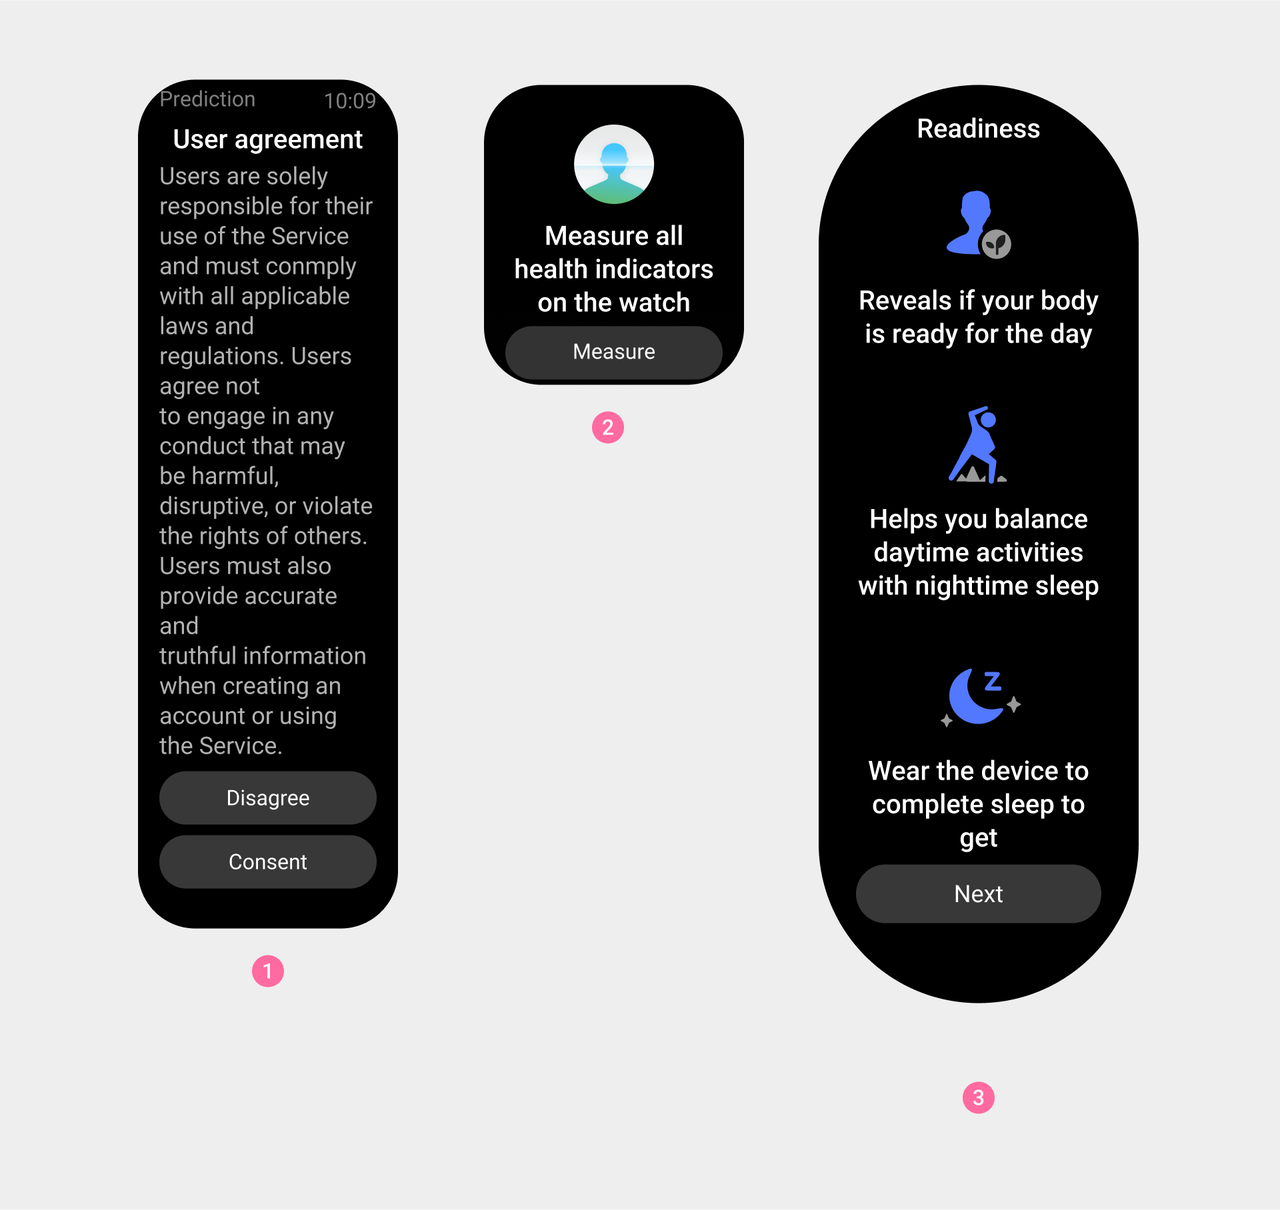 Prediction 10:09
User agreement
Users are solely
responsible for their
use of the Service
and must conmply
with all applicable
laws and
regulations. Users
agree not
to engage in any
conduct that may
be harmful,
disruptive, or violate
the rights of others.
Users must also
provide accurate
and
truthful information
when creating an
account or using
the Service.
Disagree
Consent
1
Measure all
health indicators
on the watch
Measure
2
Readiness
Reveals if your body
is ready for the day
Helps you balance
daytime activities
with nighttime sleep
Z
Wear the device to
complete sleep to
get
Next
3